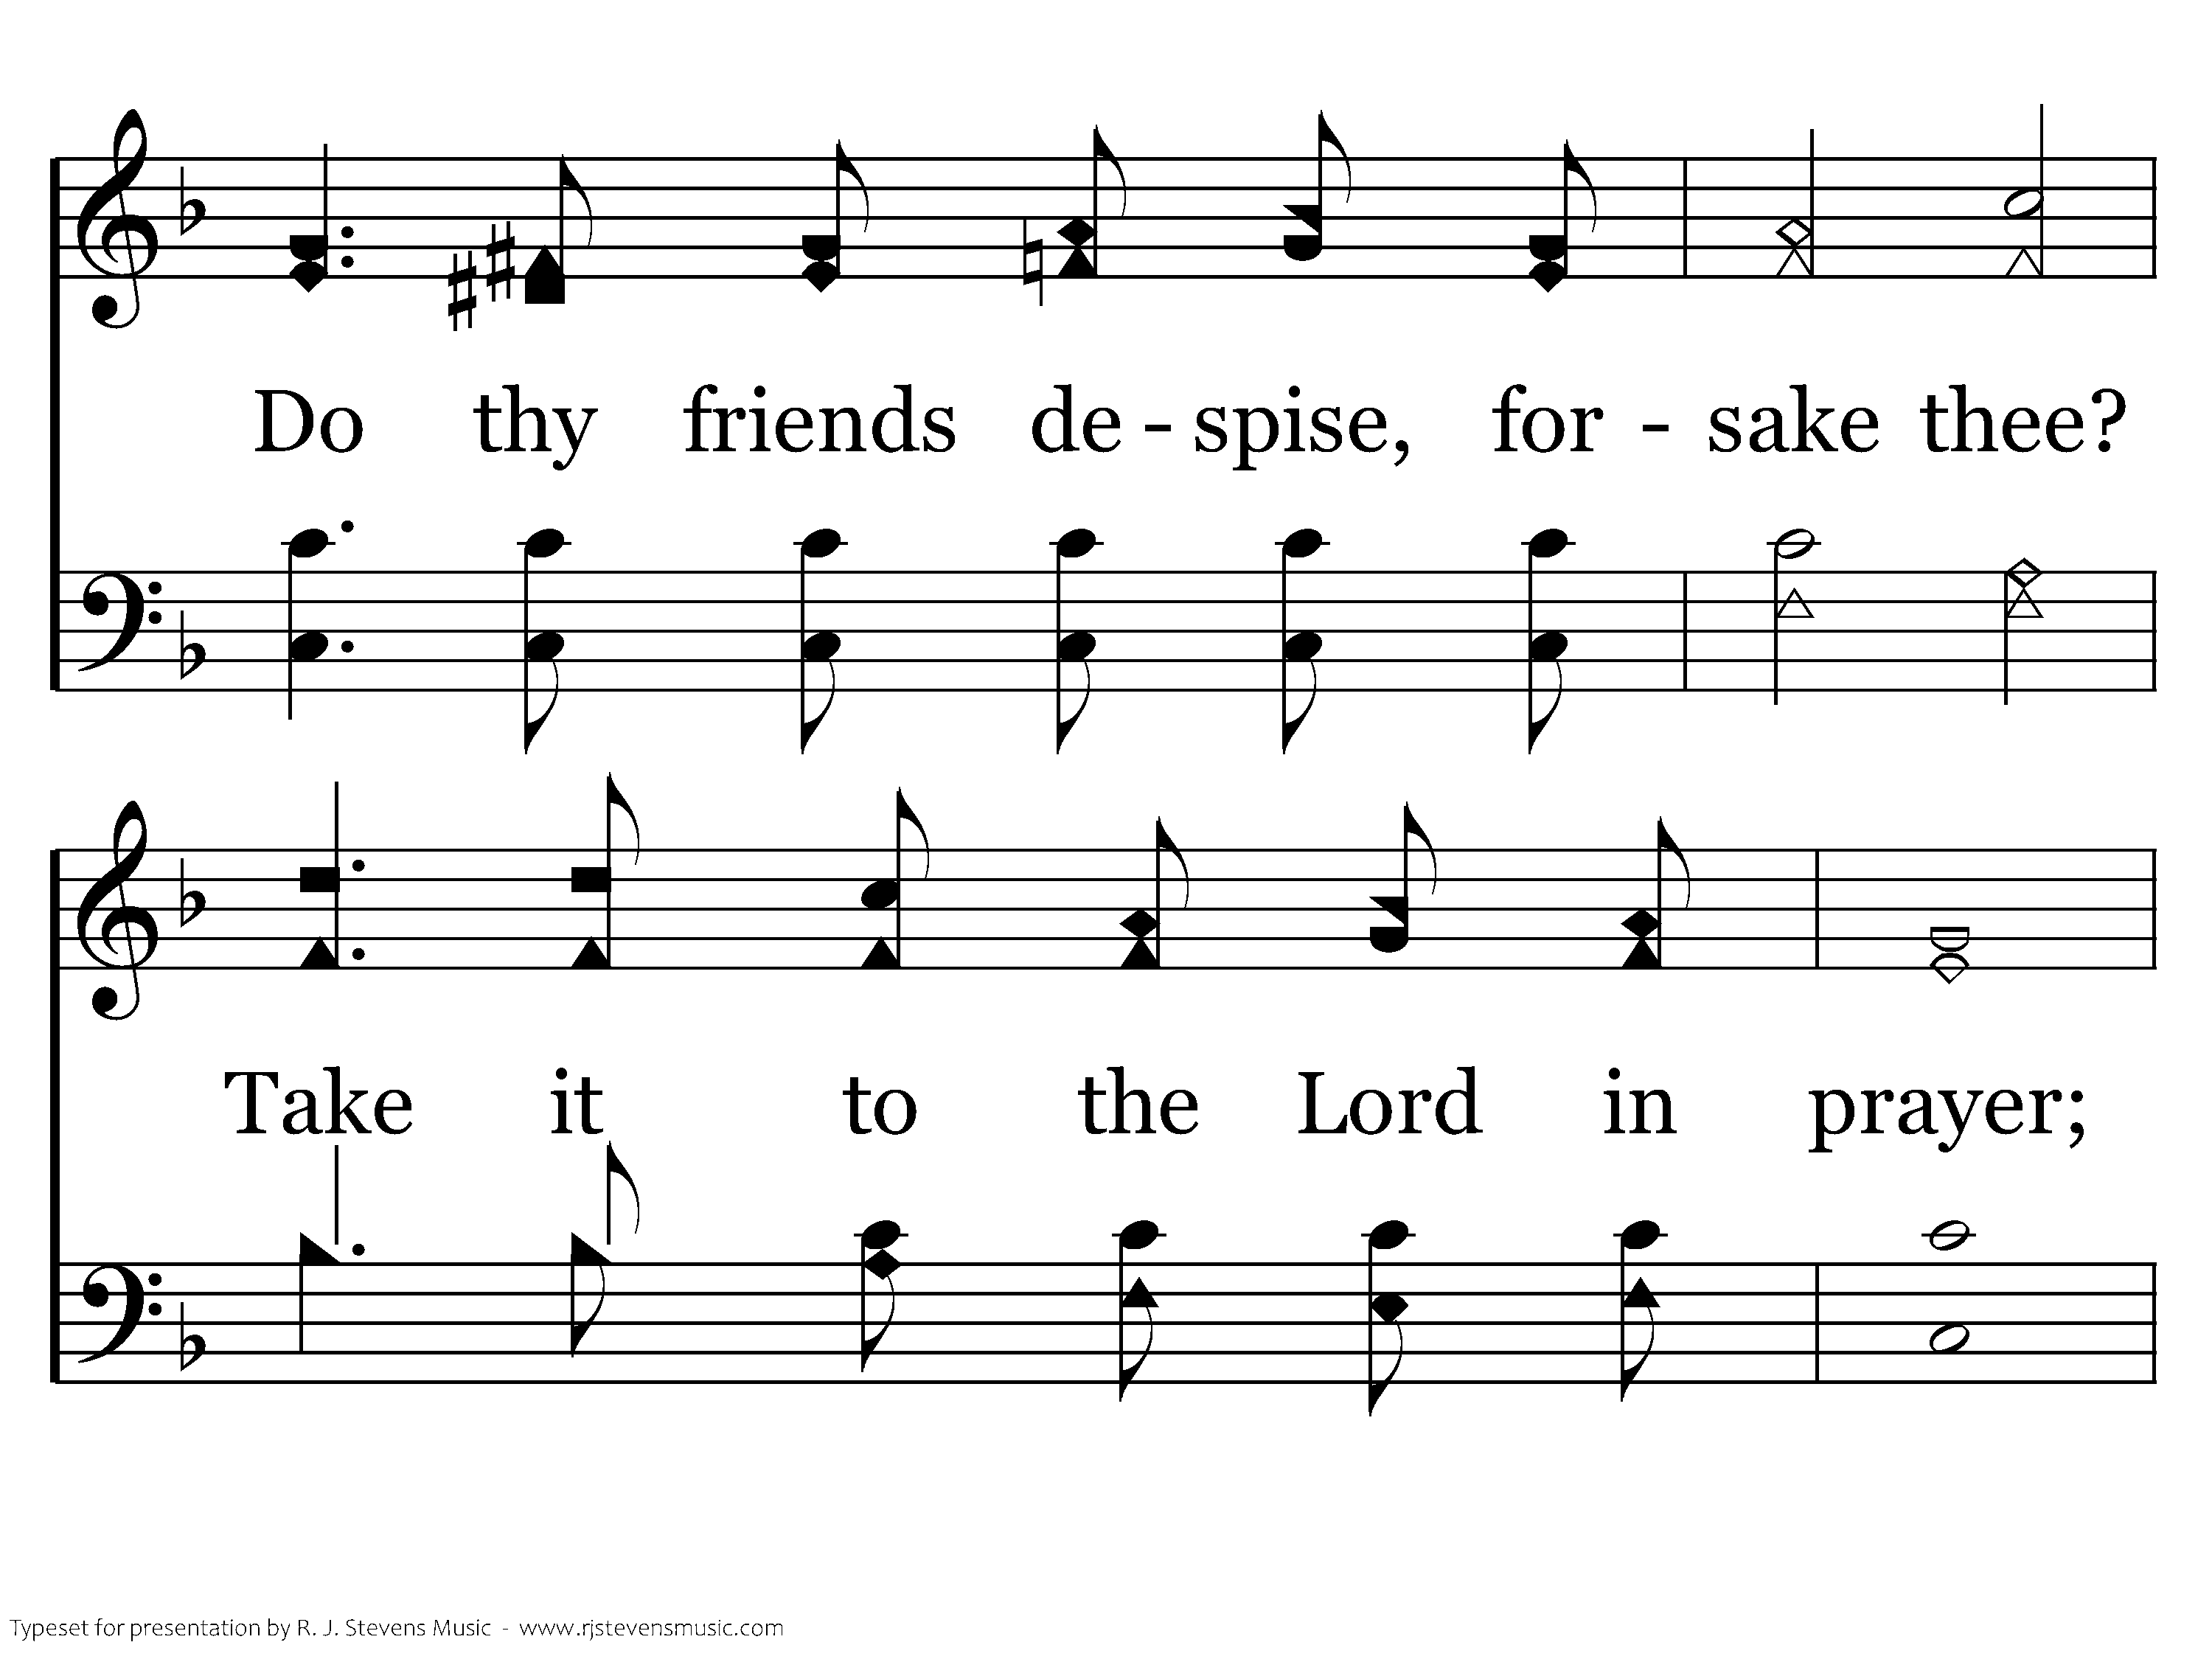 Do thy friends de - spise, for - sake thee?
Take it to the Lord in prayer;
Typeset for presentation by R. J. Stevens Music - www.rjstevensmusic.com